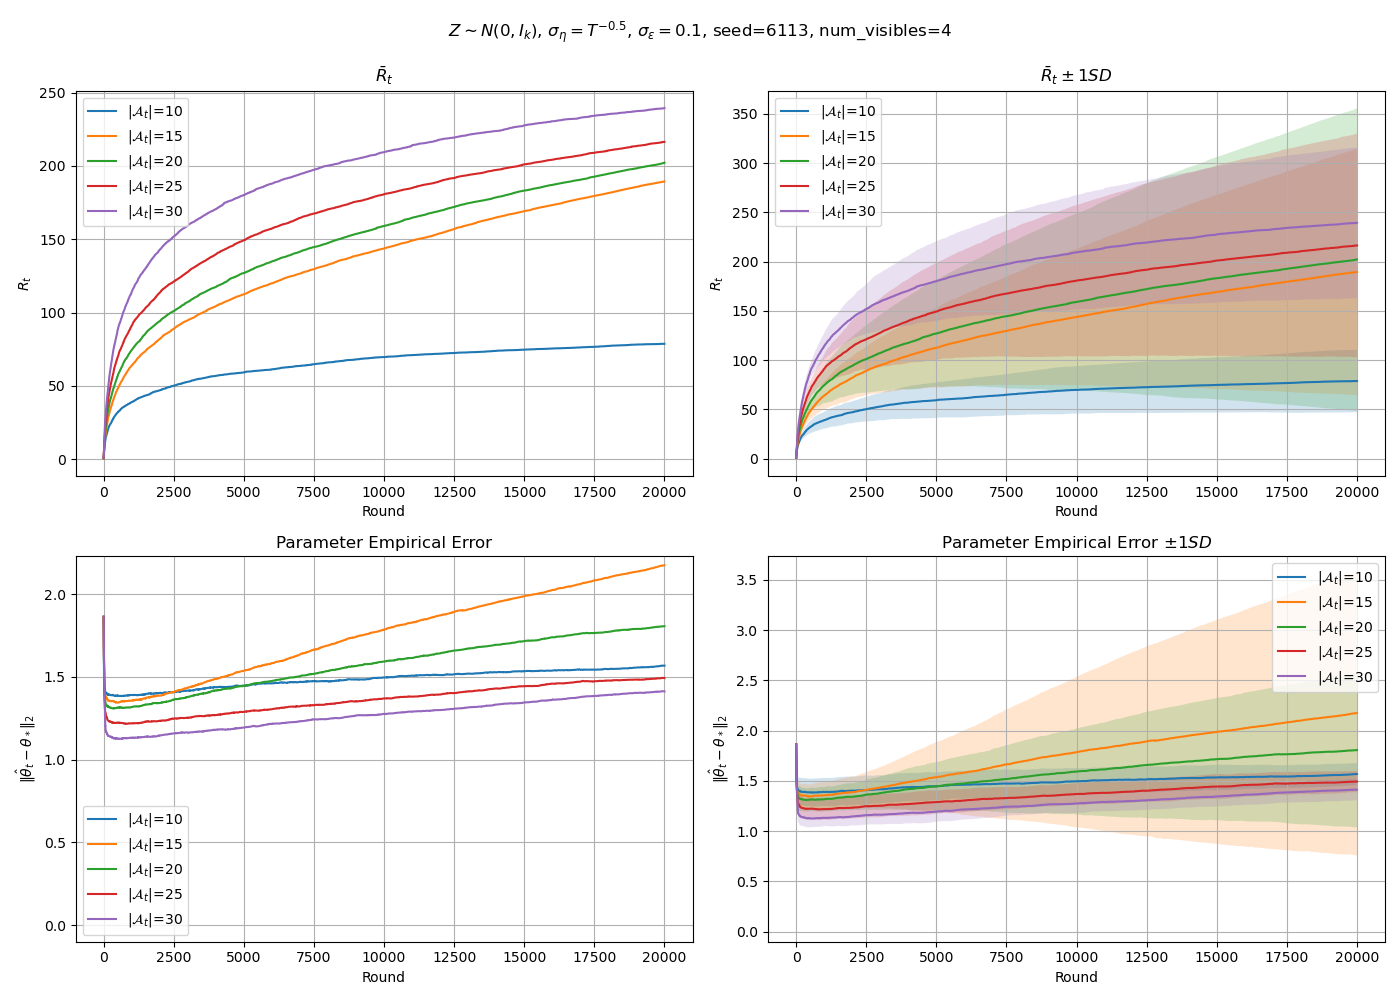 Z ∼ N(0, I_k), σ_η = T^{−0.5}, σ_ε = 0.1, seed=6113, num_visibles=4
R̄_t
250
200
150
100
50
0
R_t
|𝒜_t|=10
|𝒜_t|=15
|𝒜_t|=20
|𝒜_t|=25
|𝒜_t|=30
0 2500 5000 7500 10000 12500 15000 17500 20000
Round
R̄_t ± 1SD
350
300
250
200
150
100
50
0
R_t
|𝒜_t|=10
|𝒜_t|=15
|𝒜_t|=20
|𝒜_t|=25
|𝒜_t|=30
0 2500 5000 7500 10000 12500 15000 17500 20000
Round
Parameter Empirical Error
2.0
1.5
1.0
0.5
0.0
‖θ̂_t − θ_*‖_2
|𝒜_t|=10
|𝒜_t|=15
|𝒜_t|=20
|𝒜_t|=25
|𝒜_t|=30
0 2500 5000 7500 10000 12500 15000 17500 20000
Round
Parameter Empirical Error ±1SD
3.5
3.0
2.5
2.0
1.5
1.0
0.5
0.0
‖θ̂_t − θ_*‖_2
|𝒜_t|=10
|𝒜_t|=15
|𝒜_t|=20
|𝒜_t|=25
|𝒜_t|=30
0 2500 5000 7500 10000 12500 15000 17500 20000
Round